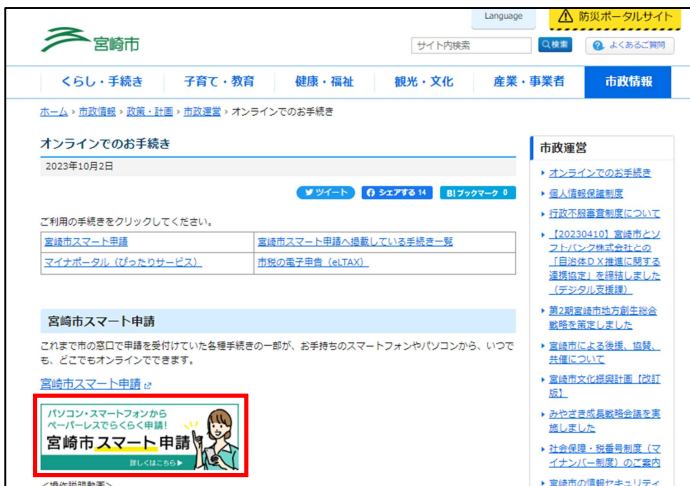 Language
防災ポータルサイト
宮崎市
サイト内検索
検索
よくあるご質問
くらし・手続き
子育て・教育
健康・福祉
観光・文化
産業・事業者
市政情報
ホーム › 市政情報 › 政策・計画 › 市政運営 › オンラインでのお手続き
オンラインでのお手続き
2023年10月2日
ツイート
シェアする 14
B!ブックマーク 0
ご利用の手続きをクリックしてください。
宮崎市スマート申請
宮崎市スマート申請へ掲載している手続き一覧
マイナポータル（ぴったりサービス）
市税の電子申告（eLTAX）
宮崎市スマート申請
これまで市の窓口で申請を受付けていた各種手続きの一部が、お手持ちのスマートフォンやパソコンから、いつで
も、どこでもオンラインでできます。
宮崎市スマート申請
パソコン・スマートフォンから
ペーパーレスでらくらく申請!
宮崎市スマート申請
詳しくはこちら▶
＜操作説明動画＞
市政運営
オンラインでのお手続き
個人情報保護制度
行政不服審査制度について
【20230410】宮崎市とソ
フトバンク株式会社との
「自治体ＤＸ推進に関する
連携協定」を締結しました
（デジタル支援課）
第2期宮崎市地方創生総合
戦略を策定しました
宮崎市による後援、協賛、
共催について
宮崎市文化振興計画【改訂
版】
みやざき成長戦略会議を実
施しました
社会保障・税番号制度（マ
イナンバー制度）のご案内
宮崎市の情報セキュリティ